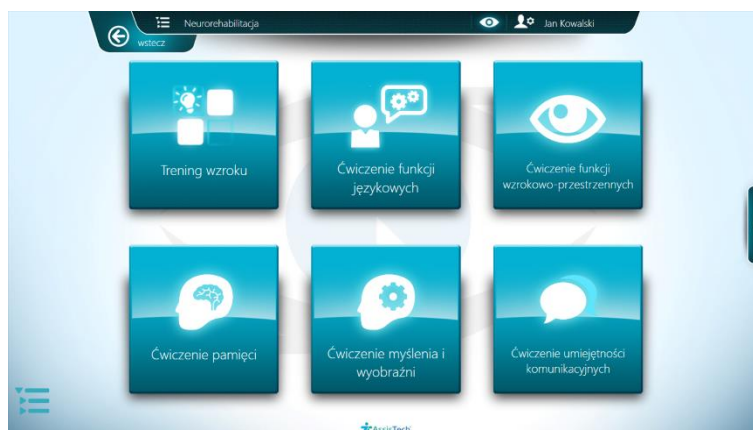 Neurorehabilitacja
Jan Kowalski
wstecz
Trening wzroku
Ćwiczenie funkcji
językowych
Ćwiczenie funkcji
wzrokowo-przestrzennych
Ćwiczenie pamięci
Ćwiczenie myślenia i
wyobraźni
Ćwiczenie umiejętności
komunikacyjnych
AssisTech